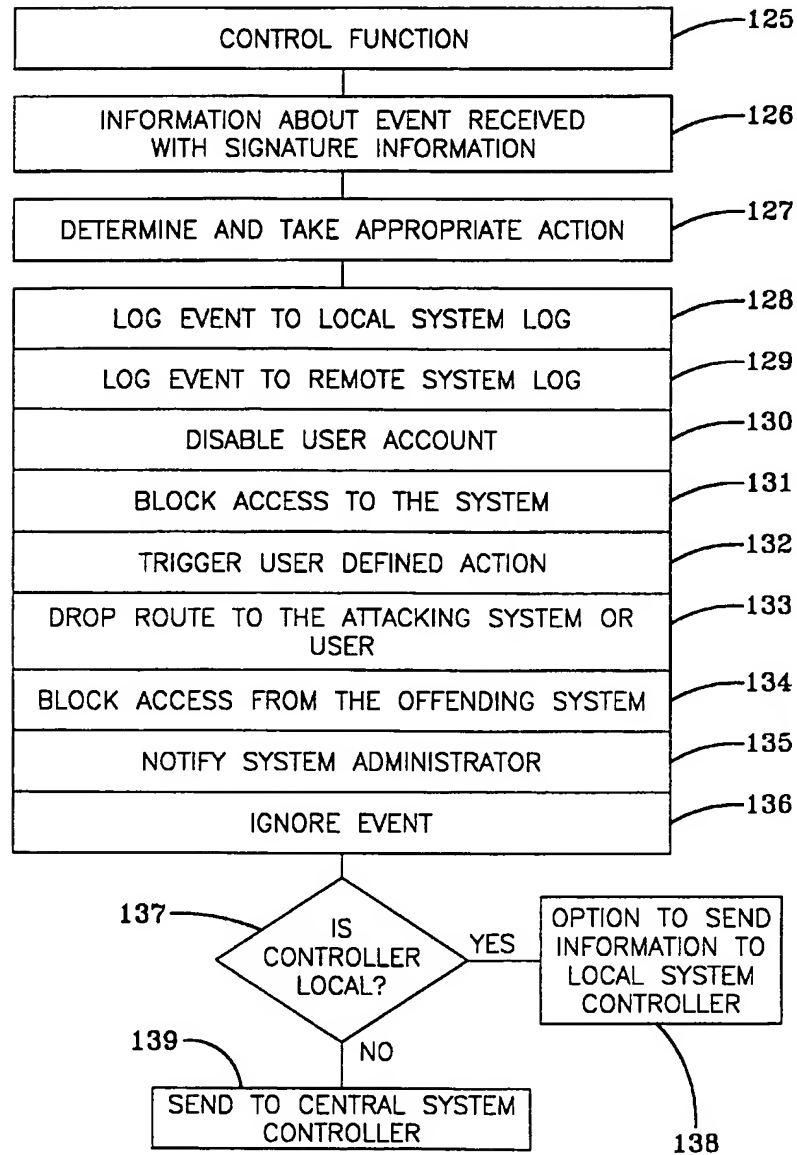 CONTROL FUNCTION
125
INFORMATION ABOUT EVENT RECEIVED
WITH SIGNATURE INFORMATION
126
DETERMINE AND TAKE APPROPRIATE ACTION
127
LOG EVENT TO LOCAL SYSTEM LOG
128
LOG EVENT TO REMOTE SYSTEM LOG
129
DISABLE USER ACCOUNT
130
BLOCK ACCESS TO THE SYSTEM
131
TRIGGER USER DEFINED ACTION
132
DROP ROUTE TO THE ATTACKING SYSTEM OR
USER
133
BLOCK ACCESS FROM THE OFFENDING SYSTEM
134
NOTIFY SYSTEM ADMINISTRATOR
135
IGNORE EVENT
136
137
IS
CONTROLLER
LOCAL?
YES
OPTION TO SEND
INFORMATION TO
LOCAL SYSTEM
CONTROLLER
138
NO
139
SEND TO CENTRAL SYSTEM
CONTROLLER